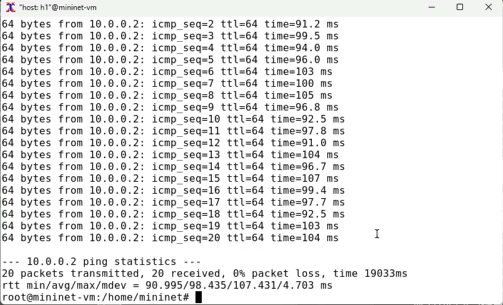 "host: h1"@mininet-vm
64 bytes from 10.0.0.2: icmp_seq=2 ttl=64 time=91.2 ms
64 bytes from 10.0.0.2: icmp_seq=3 ttl=64 time=99.5 ms
64 bytes from 10.0.0.2: icmp_seq=4 ttl=64 time=94.0 ms
64 bytes from 10.0.0.2: icmp_seq=5 ttl=64 time=96.0 ms
64 bytes from 10.0.0.2: icmp_seq=6 ttl=64 time=103 ms
64 bytes from 10.0.0.2: icmp_seq=7 ttl=64 time=100 ms
64 bytes from 10.0.0.2: icmp_seq=8 ttl=64 time=105 ms
64 bytes from 10.0.0.2: icmp_seq=9 ttl=64 time=96.8 ms
64 bytes from 10.0.0.2: icmp_seq=10 ttl=64 time=92.5 ms
64 bytes from 10.0.0.2: icmp_seq=11 ttl=64 time=97.8 ms
64 bytes from 10.0.0.2: icmp_seq=12 ttl=64 time=91.0 ms
64 bytes from 10.0.0.2: icmp_seq=13 ttl=64 time=104 ms
64 bytes from 10.0.0.2: icmp_seq=14 ttl=64 time=96.7 ms
64 bytes from 10.0.0.2: icmp_seq=15 ttl=64 time=107 ms
64 bytes from 10.0.0.2: icmp_seq=16 ttl=64 time=99.4 ms
64 bytes from 10.0.0.2: icmp_seq=17 ttl=64 time=97.7 ms
64 bytes from 10.0.0.2: icmp_seq=18 ttl=64 time=92.5 ms
64 bytes from 10.0.0.2: icmp_seq=19 ttl=64 time=103 ms
64 bytes from 10.0.0.2: icmp_seq=20 ttl=64 time=104 ms
--- 10.0.0.2 ping statistics ---
20 packets transmitted, 20 received, 0% packet loss, time 19033ms
rtt min/avg/max/mdev = 90.995/98.435/107.431/4.703 ms
root@mininet-vm:/home/mininet#